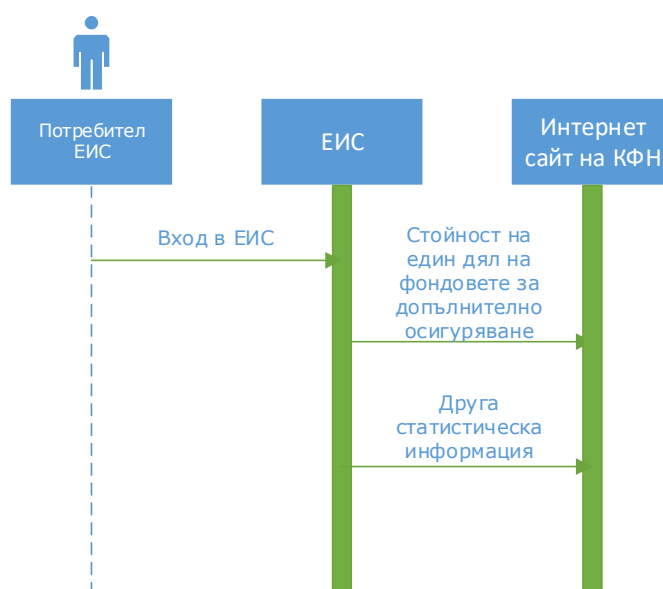 Потребител
ЕИС
ЕИС
Интернет
сайт на КФН
Вход в ЕИС
Стойност на
един дял на
фондовете за
допълнително
осигуряване
Друга
статистическа
информация